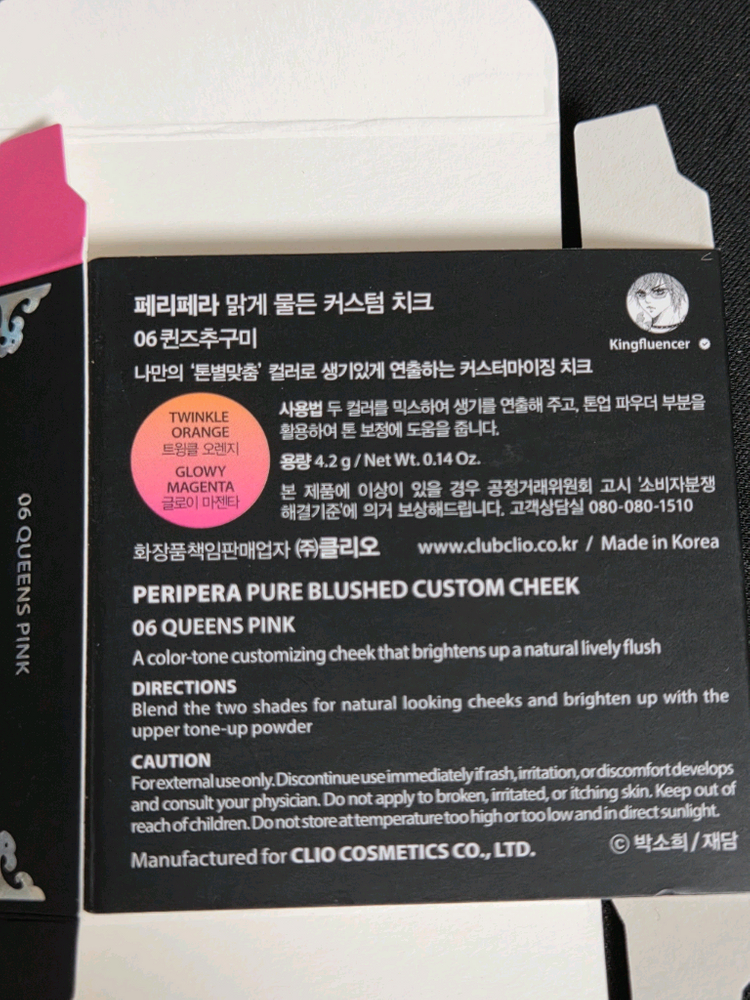 페리페라 맑게 물든 커스텀 치크
06 퀸즈추구미
Kingfluencer
나만의 '톤별맞춤' 컬러로 생기있게 연출하는 커스터마이징 치크
TWINKLE
ORANGE
트윙클 오렌지
GLOWY
MAGENTA
글로이 마젠타
사용법 두 컬러를 믹스하여 생기를 연출해 주고, 톤업 파우더 부분을
활용하여 톤 보정에 도움을 줍니다.
용량 4.2 g / Net Wt. 0.14 Oz.
본 제품에 이상이 있을 경우 공정거래위원회 고시 '소비자분쟁
해결기준'에 의거 보상해드립니다. 고객상담실 080-080-1510
화장품책임판매업자 ㈜클리오 www.clubclio.co.kr / Made in Korea
PERIPERA PURE BLUSHED CUSTOM CHEEK
06 QUEENS PINK
A color-tone customizing cheek that brightens up a natural lively flush
DIRECTIONS
Blend the two shades for natural looking cheeks and brighten up with the
upper tone-up powder
CAUTION
For external use only. Discontinue use immediately if rash, irritation, or discomfort develops
and consult your physician. Do not apply to broken, irritated, or itching skin. Keep out of
reach of children. Do not store at temperature too high or too low and in direct sunlight.
Manufactured for CLIO COSMETICS CO., LTD.
© 박소희 / 재담
06 QUEENS PINK